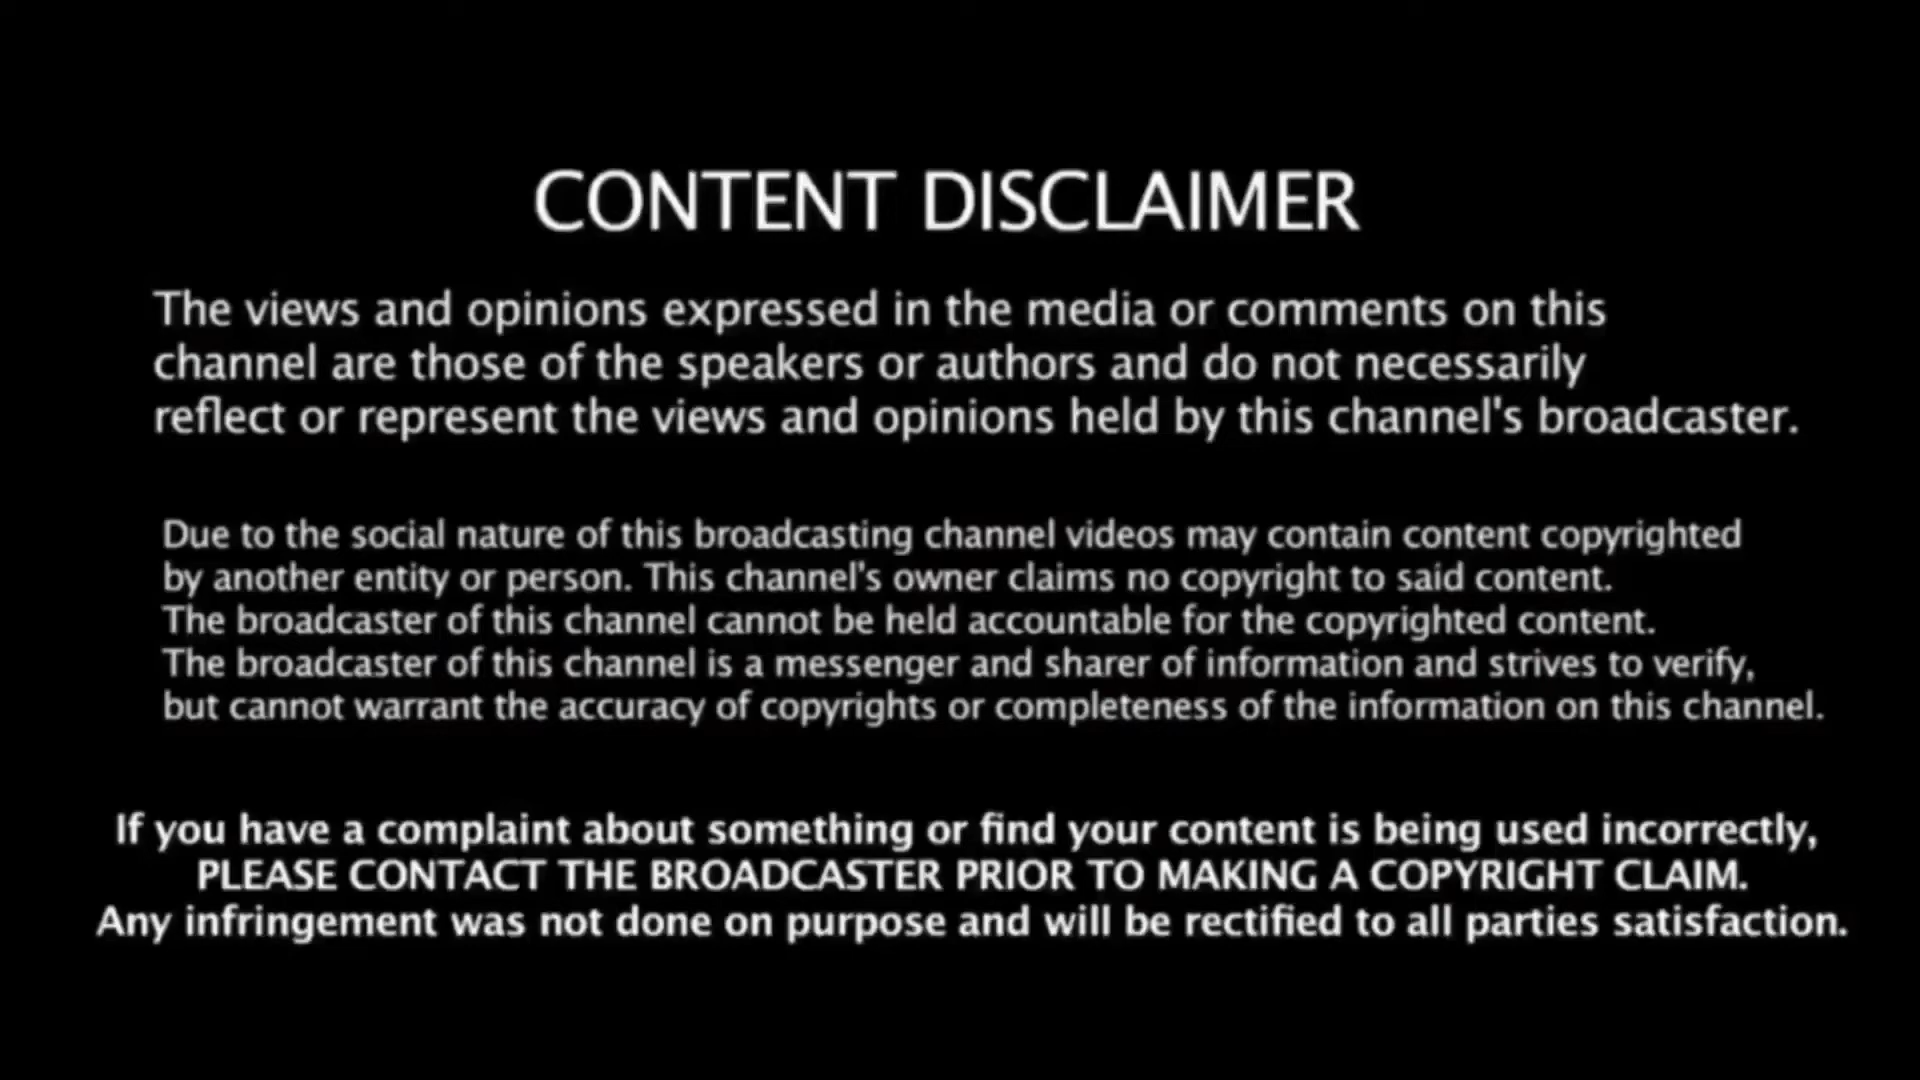 CONTENT DISCLAIMER
The views and opinions expressed in the media or comments on this
channel are those of the speakers or authors and do not necessarily
reflect or represent the views and opinions held by this channel's broadcaster.
Due to the social nature of this broadcasting channel videos may contain content copyrighted
by another entity or person. This channel's owner claims no copyright to said content.
The broadcaster of this channel cannot be held accountable for the copyrighted content.
The broadcaster of this channel is a messenger and sharer of information and strives to verify,
but cannot warrant the accuracy of copyrights or completeness of the information on this channel.
If you have a complaint about something or find your content is being used incorrectly,
PLEASE CONTACT THE BROADCASTER PRIOR TO MAKING A COPYRIGHT CLAIM.
Any infringement was not done on purpose and will be rectified to all parties satisfaction.